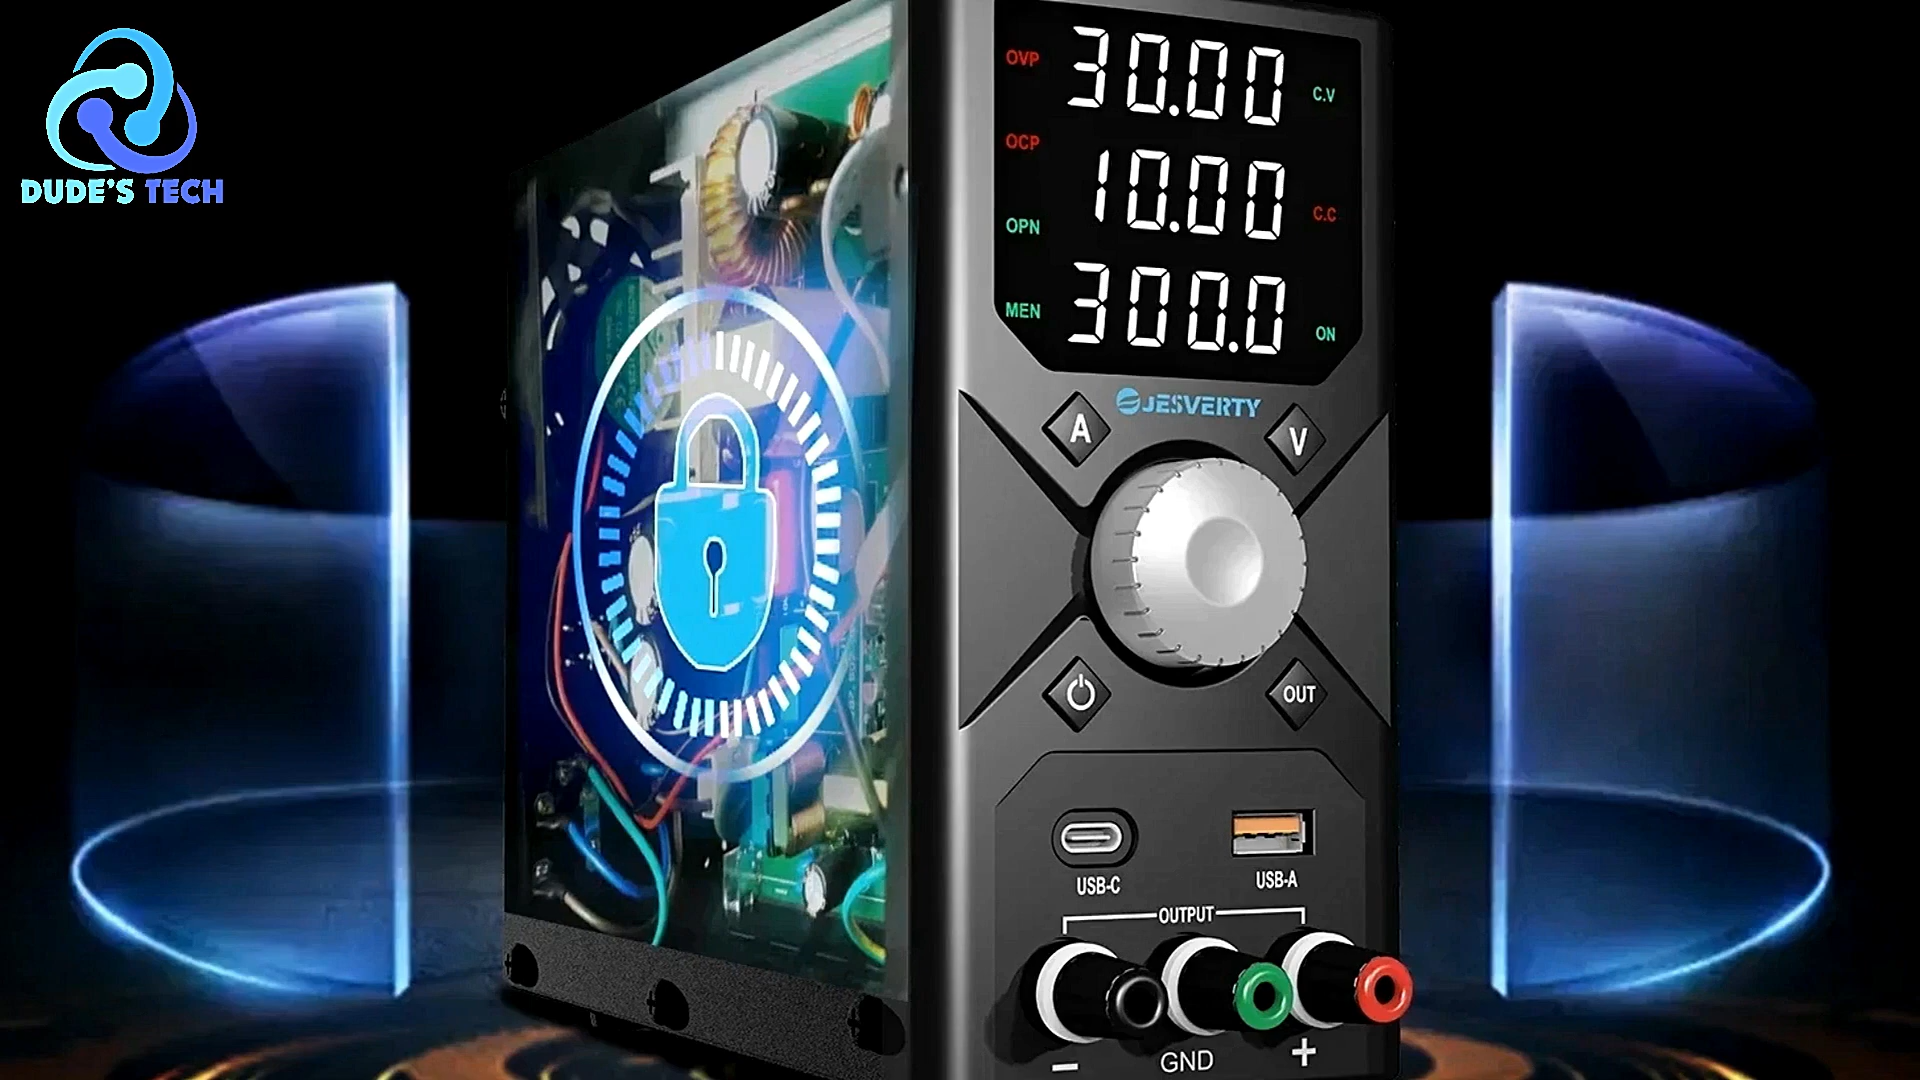 DUDE'S TECH
OVP
30.00
C.V
OCP
10.00
C.C
OPN
MEN
300.0
ON
JESVERTY
A
V
OUT
USB-C
USB-A
OUTPUT
- GND +